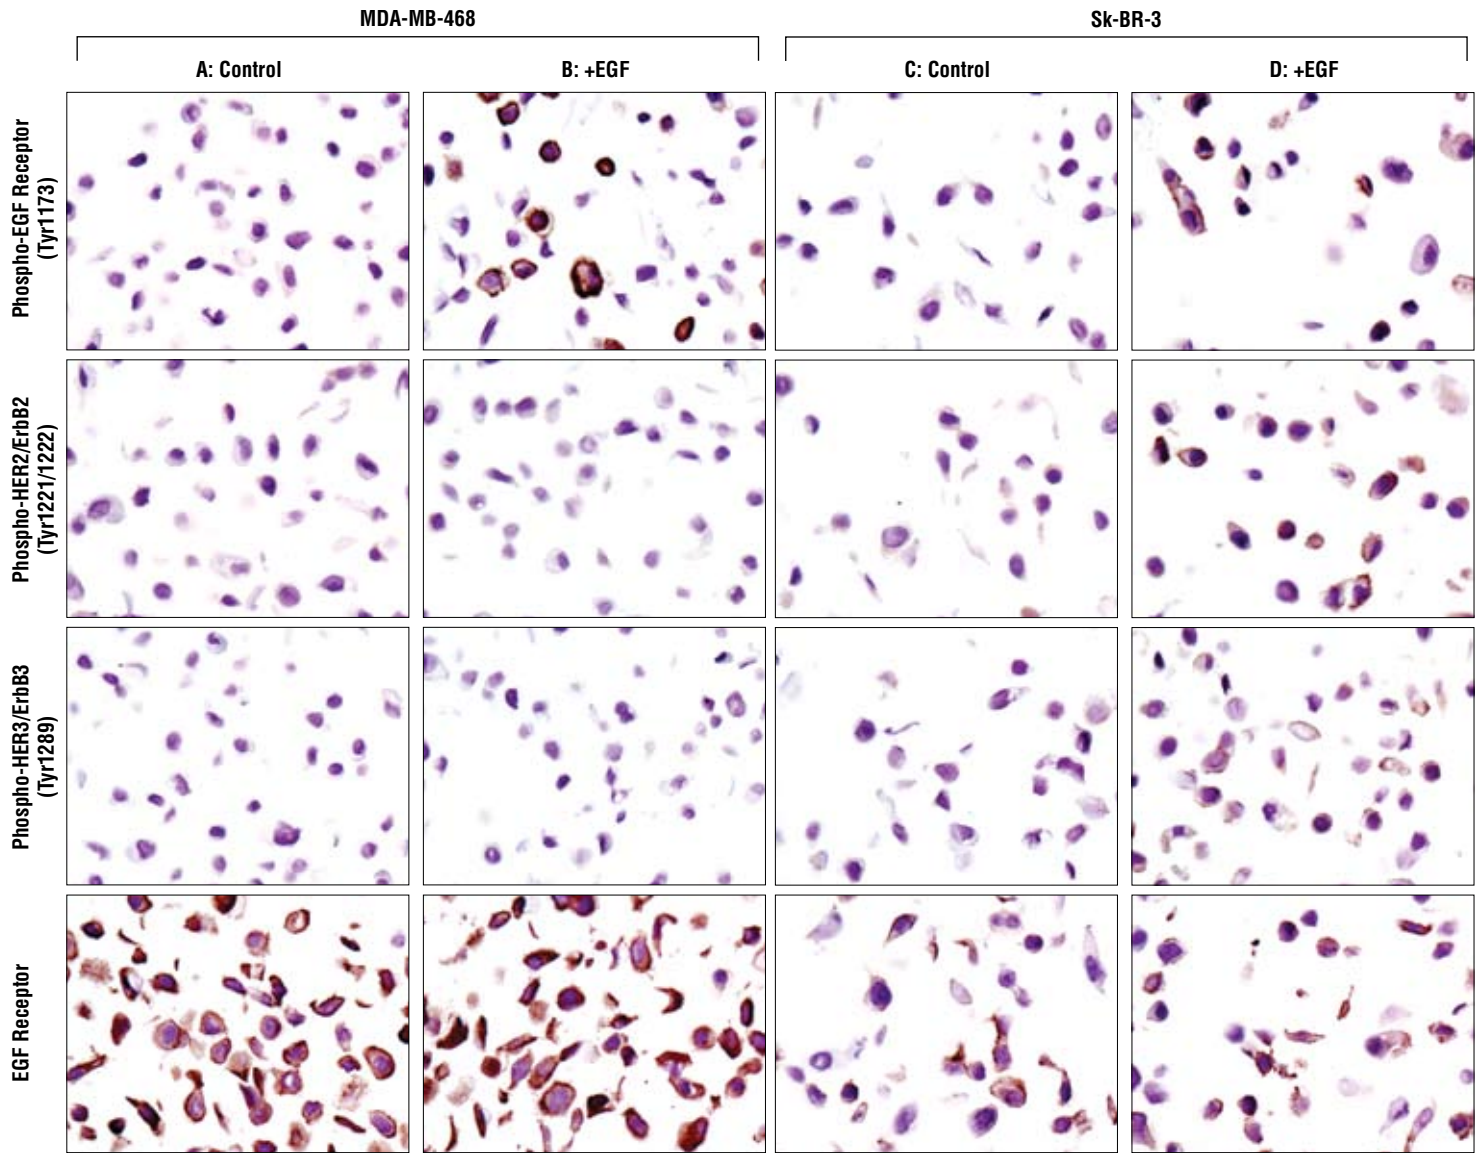 MDA-MB-468
Sk-BR-3
A: Control
B: +EGF
C: Control
D: +EGF
Phospho-EGF Receptor
(Tyr1173)
Phospho-HER2/ErbB2
(Tyr1221/1222)
Phospho-HER3/ErbB3
(Tyr1289)
EGF Receptor